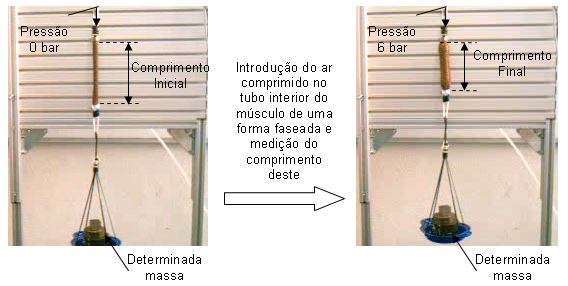 Pressão
0 bar
Comprimento
Inicial
Determinada
massa
Introdução do ar
comprimido no
tubo interior do
músculo de uma
forma faseada e
medição do
comprimento
deste
Pressão
6 bar
Comprimento
Final
Determinada
massa